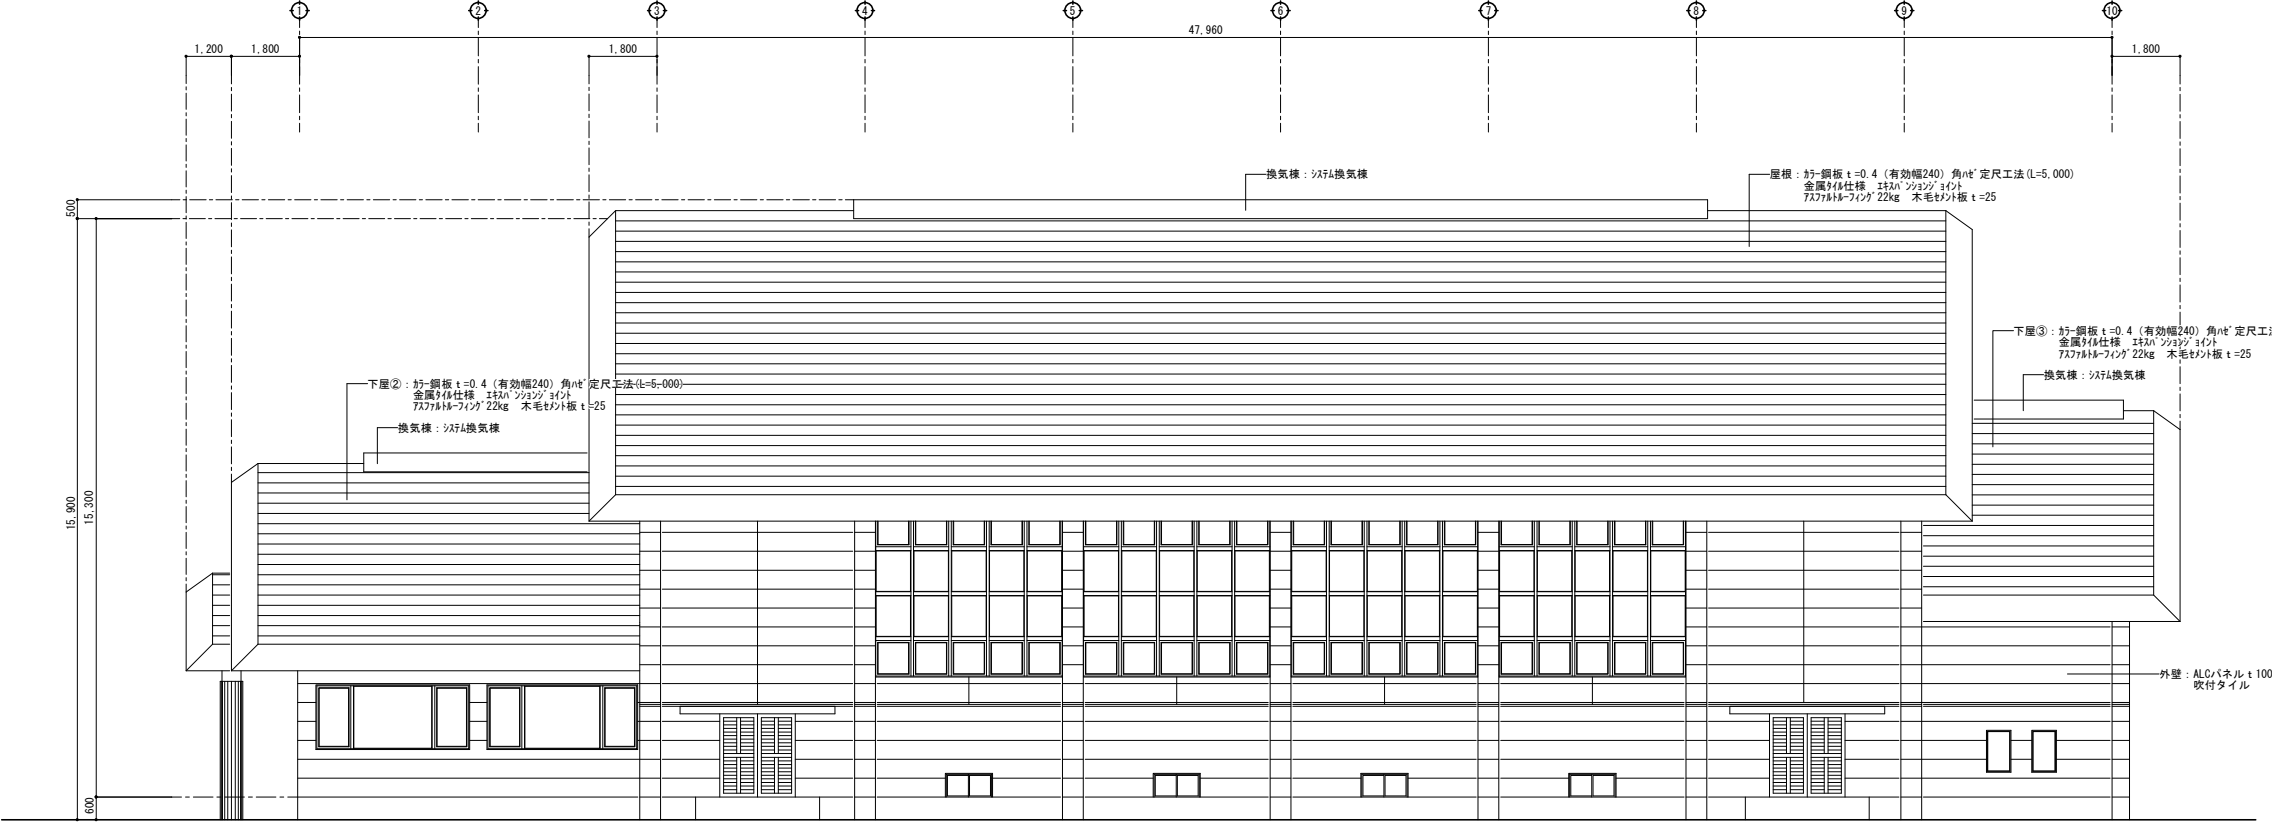 1 2 3 4 5 6 7 8 9 10
47,960
1,200 1,800 1,800 1,800
換気棟：ｼｽﾃﾑ換気棟
屋根：ｶﾗｰ鋼板 t=0.4（有効幅240）角ﾊｾﾞ定尺工法(L=5,000)
金属ﾀｲﾙ仕様　ｴｷｽﾊﾟﾝｼｮﾝｼﾞｮｲﾝﾄ
ｱｽﾌｧﾙﾄﾙｰﾌｨﾝｸﾞ22kg　木毛ｾﾒﾝﾄ板 t=25
500
下屋③：ｶﾗｰ鋼板 t=0.4（有効幅240）角ﾊｾﾞ定尺工
金属ﾀｲﾙ仕様　ｴｷｽﾊﾟﾝｼｮﾝｼﾞｮｲﾝﾄ
ｱｽﾌｧﾙﾄﾙｰﾌｨﾝｸﾞ22kg　木毛ｾﾒﾝﾄ板 t=25
換気棟：ｼｽﾃﾑ換気棟
下屋②：ｶﾗｰ鋼板 t=0.4（有効幅240）角ﾊｾﾞ定尺工法(L=5,000)
金属ﾀｲﾙ仕様　ｴｷｽﾊﾟﾝｼｮﾝｼﾞｮｲﾝﾄ
ｱｽﾌｧﾙﾄﾙｰﾌｨﾝｸﾞ22kg　木毛ｾﾒﾝﾄ板 t=25
換気棟：ｼｽﾃﾑ換気棟
15,900
15,300
外壁：ALCパネル t 100
吹付タイル
600